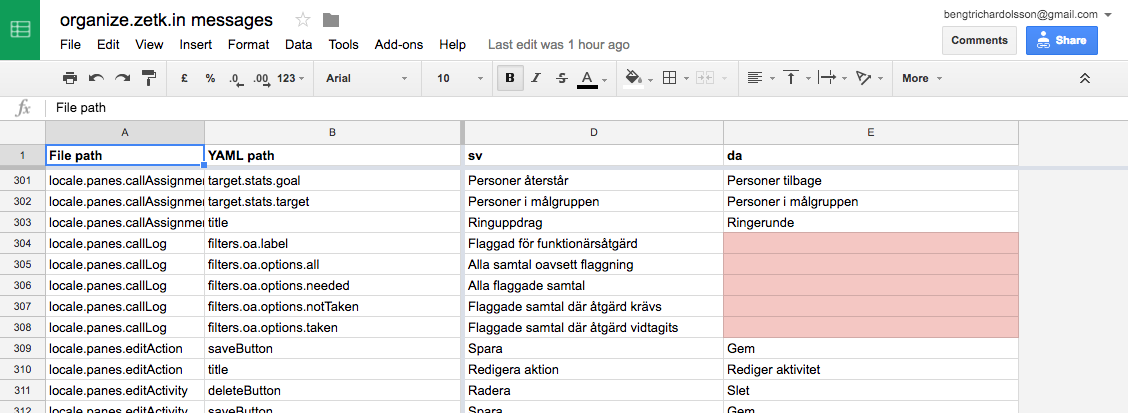 organize.zetk.in messages
bengtrichardolsson@gmail.com
File Edit View Insert Format Data Tools Add-ons Help Last edit was 1 hour ago
Comments Share
£ % .0 .00 123 Arial 10 B I S A More
fx File path
A B D E
1 File path YAML path sv da
301 locale.panes.callAssignmer target.stats.goal Personer återstår Personer tilbage
302 locale.panes.callAssignmer target.stats.target Personer i målgruppen Personer i målgruppen
303 locale.panes.callAssignmer title Ringuppdrag Ringerunde
304 locale.panes.callLog filters.oa.label Flaggad för funktionärsåtgärd
305 locale.panes.callLog filters.oa.options.all Alla samtal oavsett flaggning
306 locale.panes.callLog filters.oa.options.needed Alla flaggade samtal
307 locale.panes.callLog filters.oa.options.notTaken Flaggade samtal där åtgärd krävs
308 locale.panes.callLog filters.oa.options.taken Flaggade samtal där åtgärd vidtagits
309 locale.panes.editAction saveButton Spara Gem
310 locale.panes.editAction title Redigera aktion Rediger aktivitet
311 locale.panes.editActivity deleteButton Radera Slet
312 locale.panes.editActivity saveButton Spara Gem